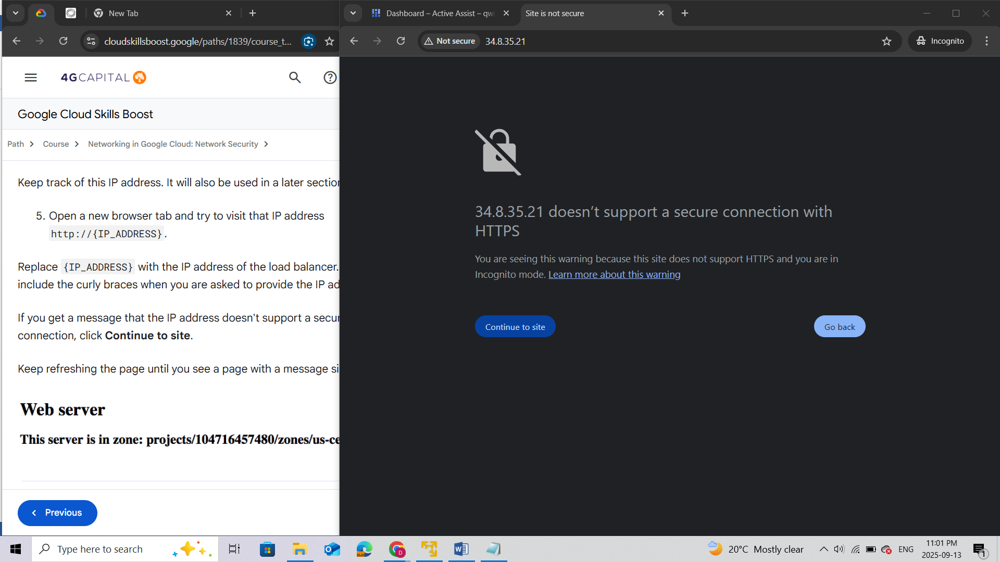 New Tab
Dashboard – Active Assist – qwi
Site is not secure
cloudskillsboost.google/paths/1839/course_t...
Not secure
34.8.35.21
Incognito
4GCAPITAL
Google Cloud Skills Boost
Path
Course
Networking in Google Cloud: Network Security
Keep track of this IP address. It will also be used in a later section
5. Open a new browser tab and try to visit that IP address
http://{IP_ADDRESS}.
Replace {IP_ADDRESS} with the IP address of the load balancer.
include the curly braces when you are asked to provide the IP ad
If you get a message that the IP address doesn't support a secur
connection, click Continue to site.
Keep refreshing the page until you see a page with a message si
Web server
This server is in zone: projects/104716457480/zones/us-ce
Previous
34.8.35.21 doesn’t support a secure connection with
HTTPS
You are seeing this warning because this site does not support HTTPS and you are in
Incognito mode. Learn more about this warning
Continue to site
Go back
Type here to search
20°C Mostly clear
ENG
11:01 PM
2025-09-13
1